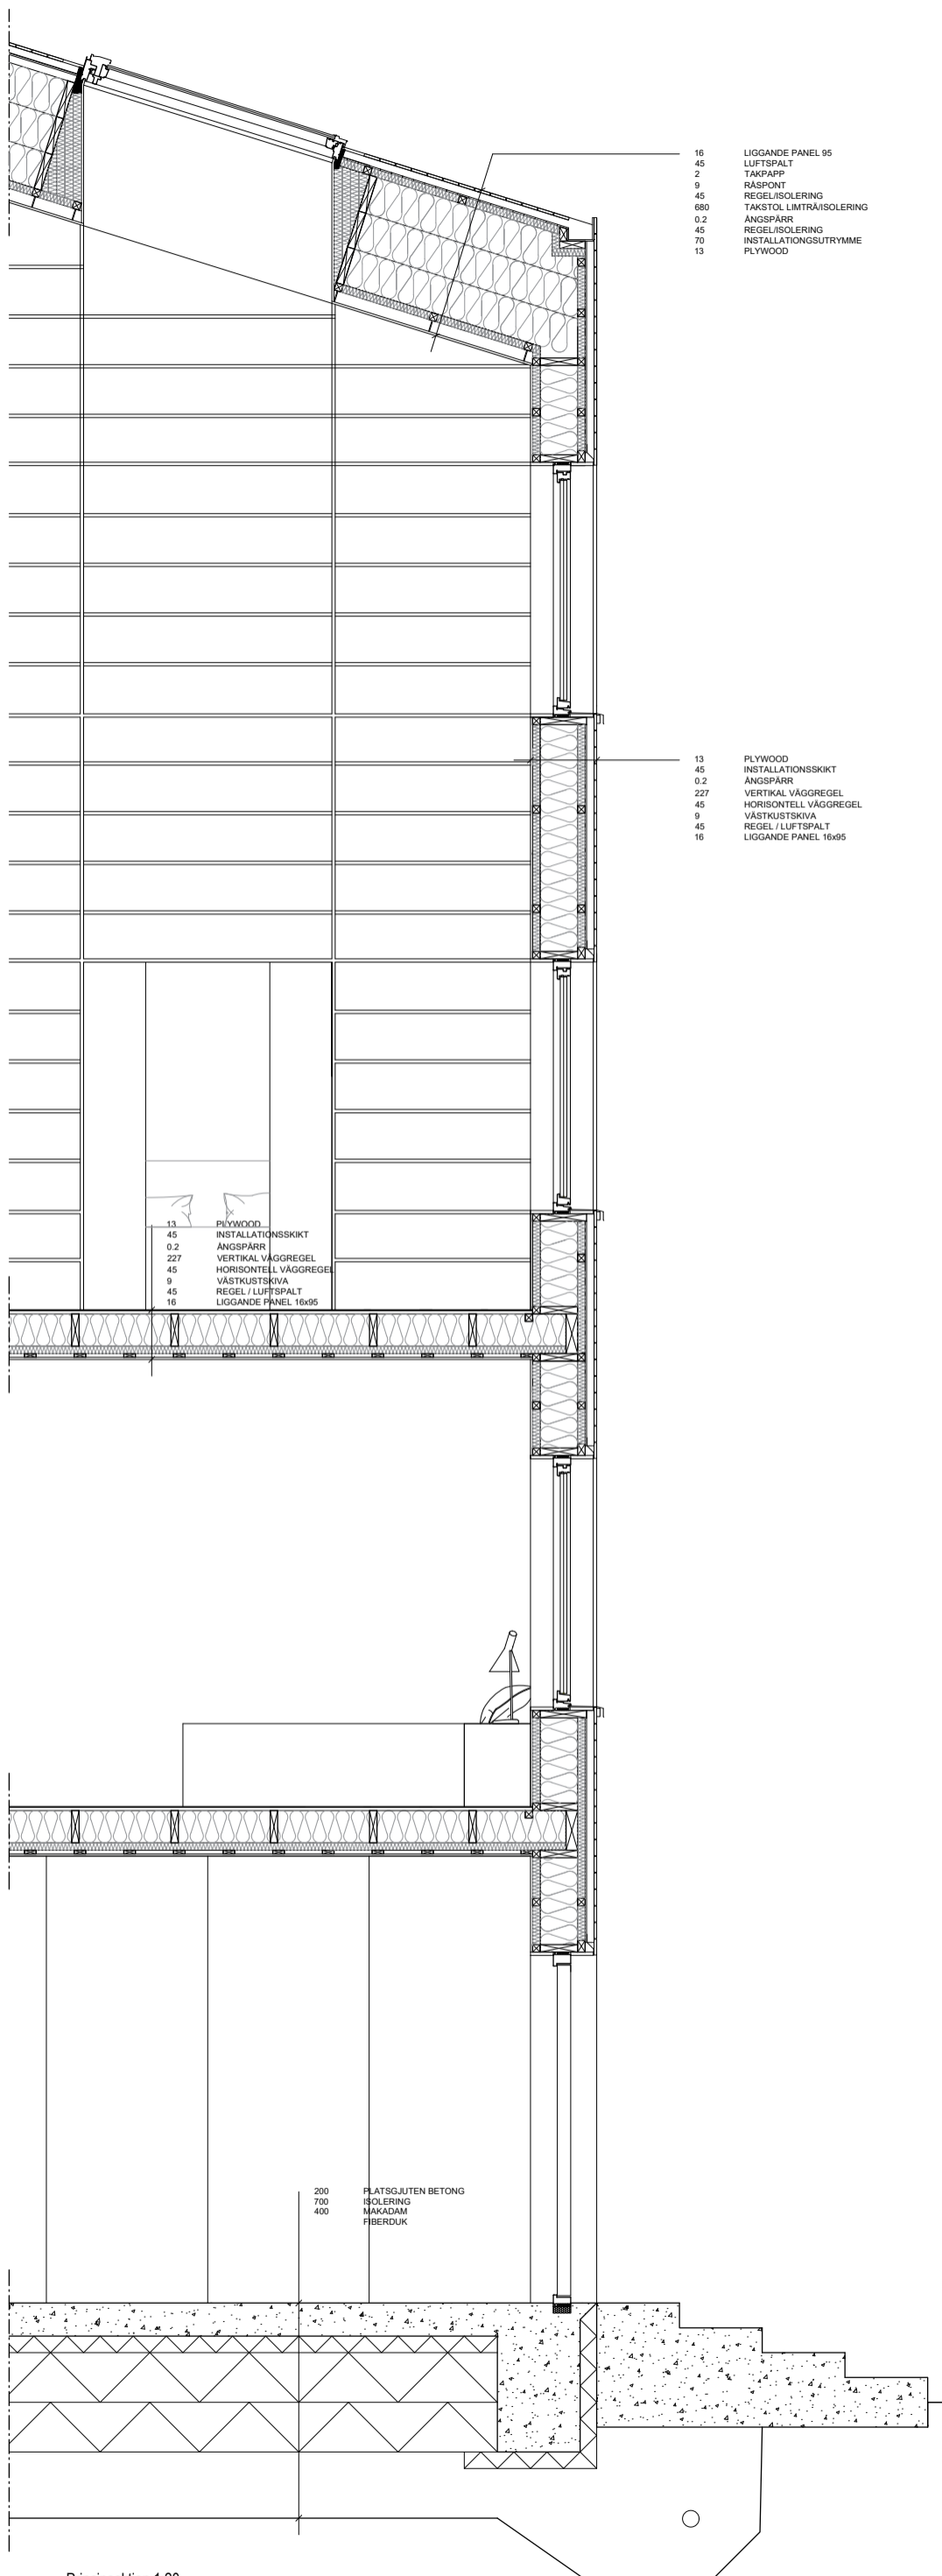 16 LIGGANDE PANEL 95
45 LUFTSPALT
2 TAKPAPP
9 RÅSPONT
45 REGEL/ISOLERING
680 TAKSTOL LIMTRÄ/ISOLERING
0.2 ÅNGSPÄRR
45 REGEL/ISOLERING
70 INSTALLATIONSUTRYMME
13 PLYWOOD
13 PLYWOOD
45 INSTALLATIONSSKIKT
0.2 ÅNGSPÄRR
227 VERTIKAL VÄGGREGEL
45 HORISONTELL VÄGGREGEL
9 VÄSTKUSTSKIVA
45 REGEL / LUFTSPALT
16 LIGGANDE PANEL 16x95
13 PLYWOOD
45 INSTALLATIONSSKIKT
0.2 ÅNGSPÄRR
227 VERTIKAL VÄGGREGEL
45 HORISONTELL VÄGGREGEL
9 VÄSTKUSTSKIVA
45 REGEL / LUFTSPALT
16 LIGGANDE PANEL 16x95
200 PLATSGJUTEN BETONG
700 ISOLERING
400 MAKADAM
FIBERDUK